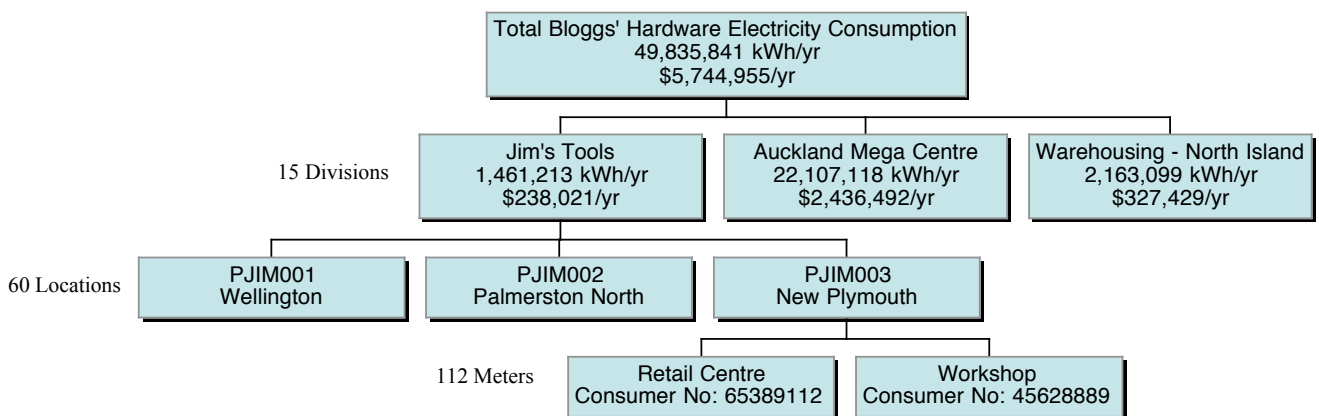 Total Bloggs' Hardware Electricity Consumption
49,835,841 kWh/yr
$5,744,955/yr
15 Divisions
Jim's Tools
1,461,213 kWh/yr
$238,021/yr
Auckland Mega Centre
22,107,118 kWh/yr
$2,436,492/yr
Warehousing - North Island
2,163,099 kWh/yr
$327,429/yr
60 Locations
PJIM001
Wellington
PJIM002
Palmerston North
PJIM003
New Plymouth
112 Meters
Retail Centre
Consumer No: 65389112
Workshop
Consumer No: 45628889